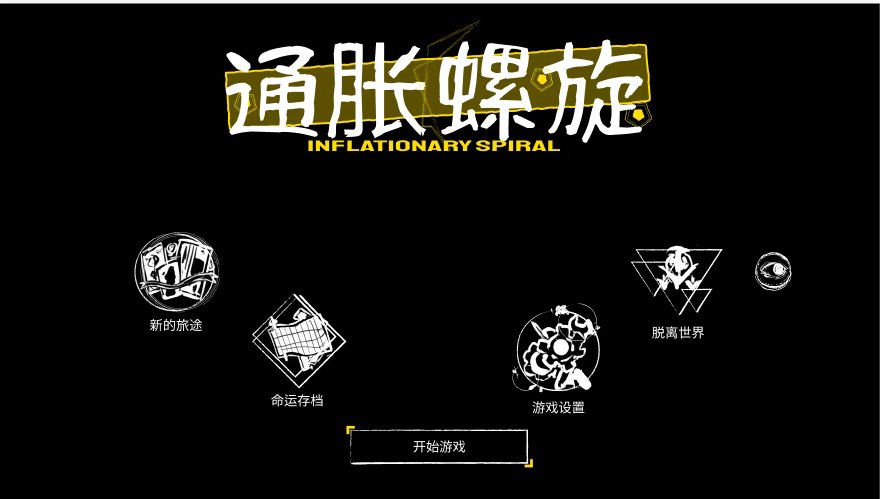 通胀螺旋
INFLATIONARY SPIRAL
新的旅途
脱离世界
命运存档
游戏设置
开始游戏